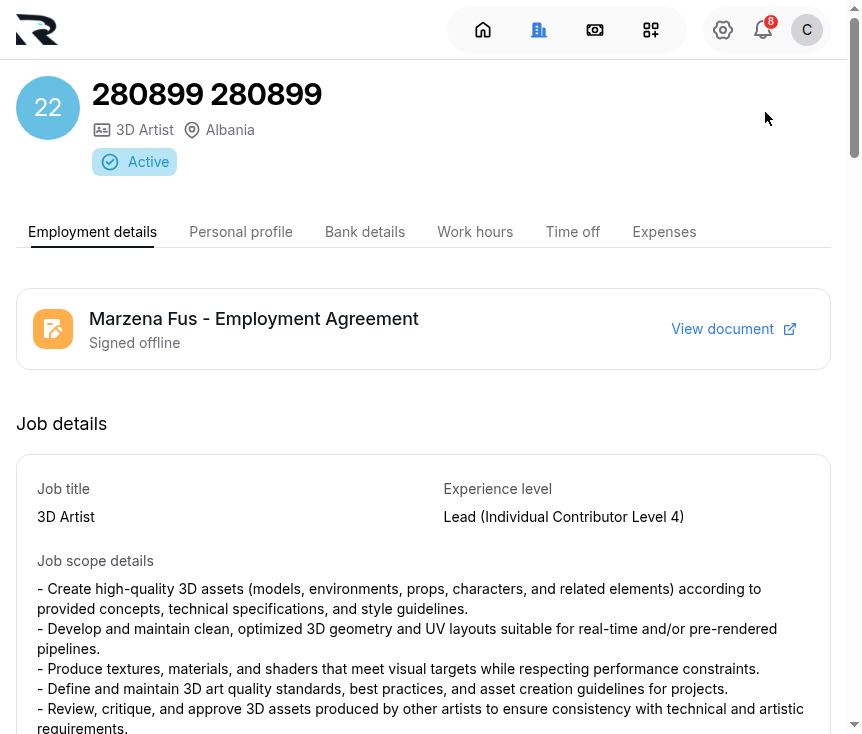 8
C
22
280899 280899
3D Artist
Albania
Active
Employment details
Personal profile
Bank details
Work hours
Time off
Expenses
Marzena Fus - Employment Agreement
Signed offline
View document
Job details
Job title
Experience level
3D Artist
Lead (Individual Contributor Level 4)
Job scope details
- Create high-quality 3D assets (models, environments, props, characters, and related elements) according to
provided concepts, technical specifications, and style guidelines.
- Develop and maintain clean, optimized 3D geometry and UV layouts suitable for real-time and/or pre-rendered
pipelines.
- Produce textures, materials, and shaders that meet visual targets while respecting performance constraints.
- Define and maintain 3D art quality standards, best practices, and asset creation guidelines for projects.
- Review, critique, and approve 3D assets produced by other artists to ensure consistency with technical and artistic
requirements.